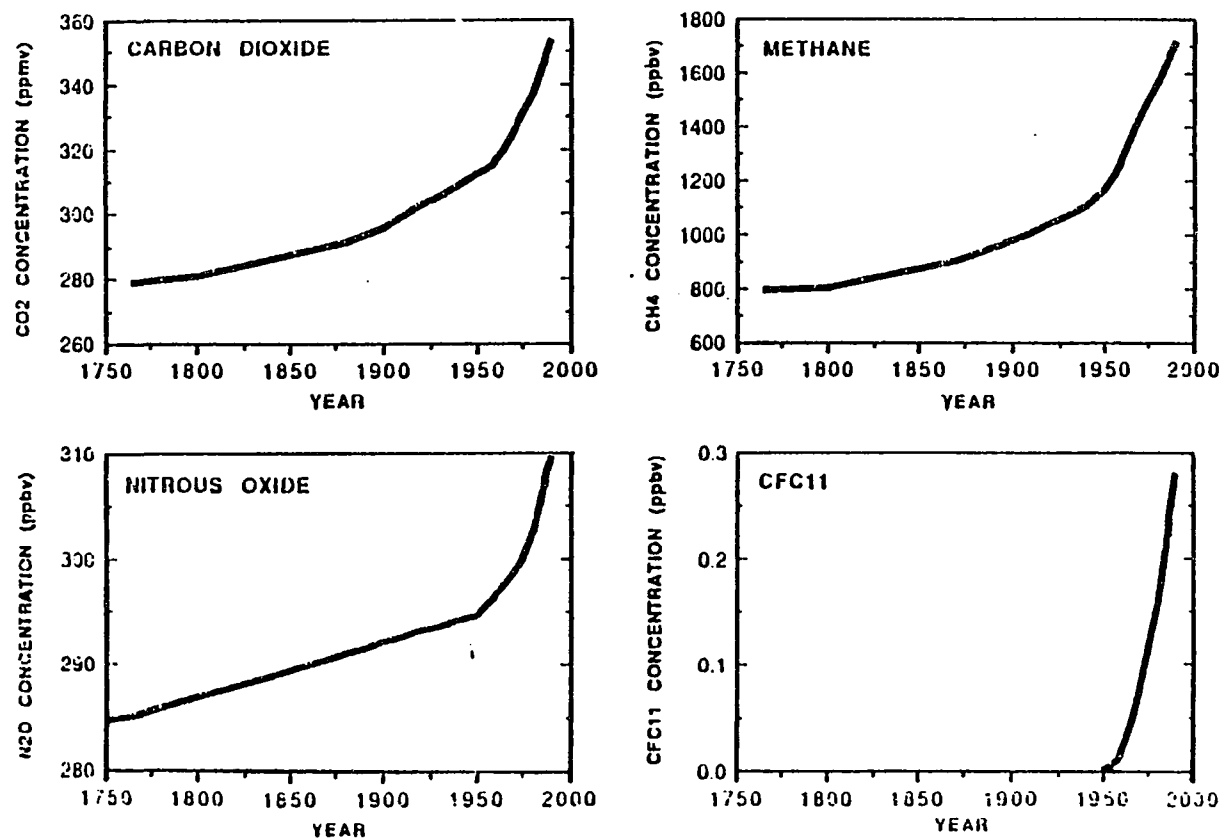 CARBON DIOXIDE
CO2 CONCENTRATION (ppmv)
360
340
320
300
280
260
1750 1800 1850 1900 1950 2000
YEAR
METHANE
CH4 CONCENTRATION (ppbv)
1800
1600
1400
1200
1000
800
600
1750 1800 1850 1900 1950 2000
YEAR
NITROUS OXIDE
N2O CONCENTRATION (ppbv)
310
300
290
280
1750 1800 1850 1900 1950 2000
YEAR
CFC11
CFC11 CONCENTRATION (ppbv)
0.3
0.2
0.1
0.0
1750 1800 1850 1900 1950 2000
YEAR